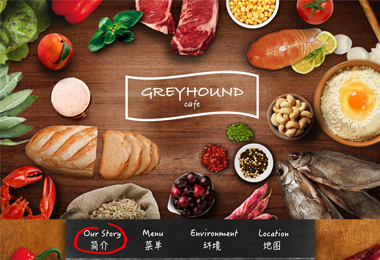 GREYHOUND
cafe
Our Story Menu Environment Location
简介 菜单 环境 地图